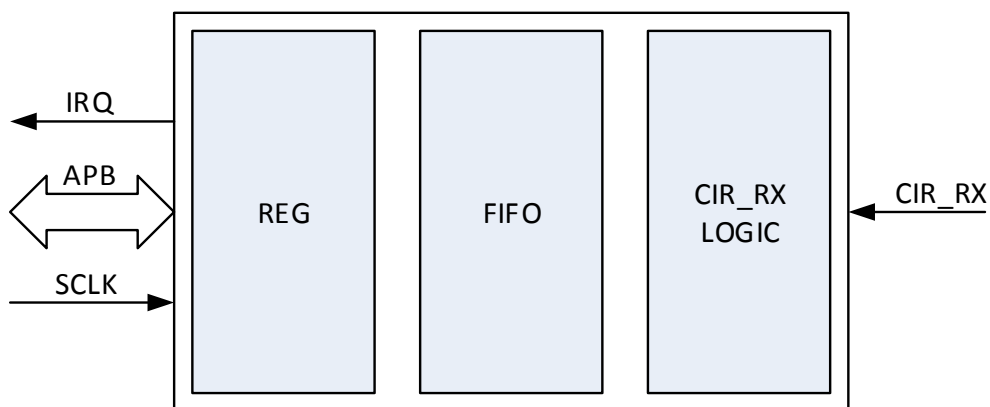 IRQ
APB
SCLK
REG
FIFO
CIR_RX
LOGIC
CIR_RX